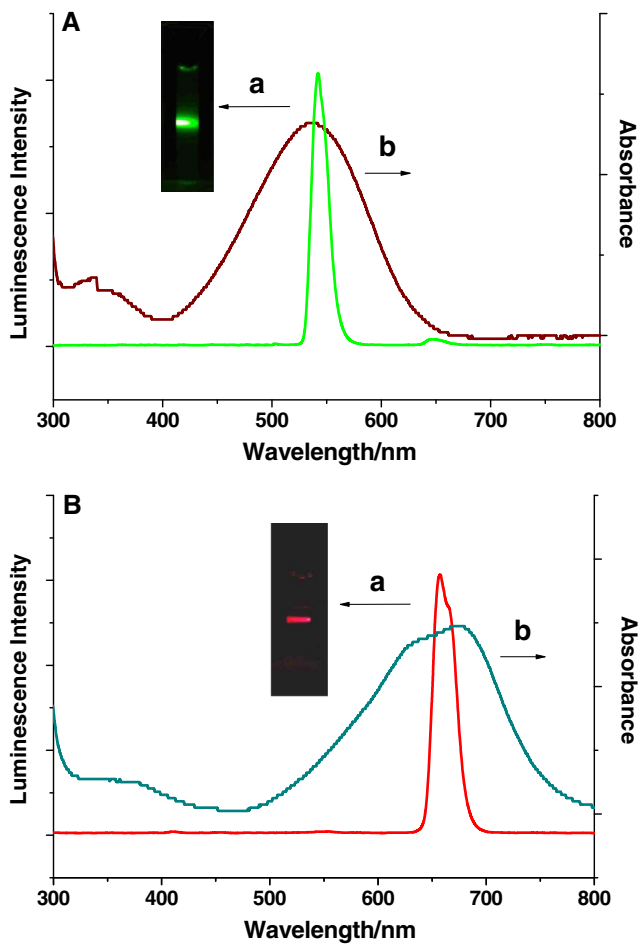 A
a
b
Luminescence Intensity
Absorbance
300 400 500 600 700 800
Wavelength/nm
B
a
b
Luminescence Intensity
Absorbance
300 400 500 600 700 800
Wavelength/nm